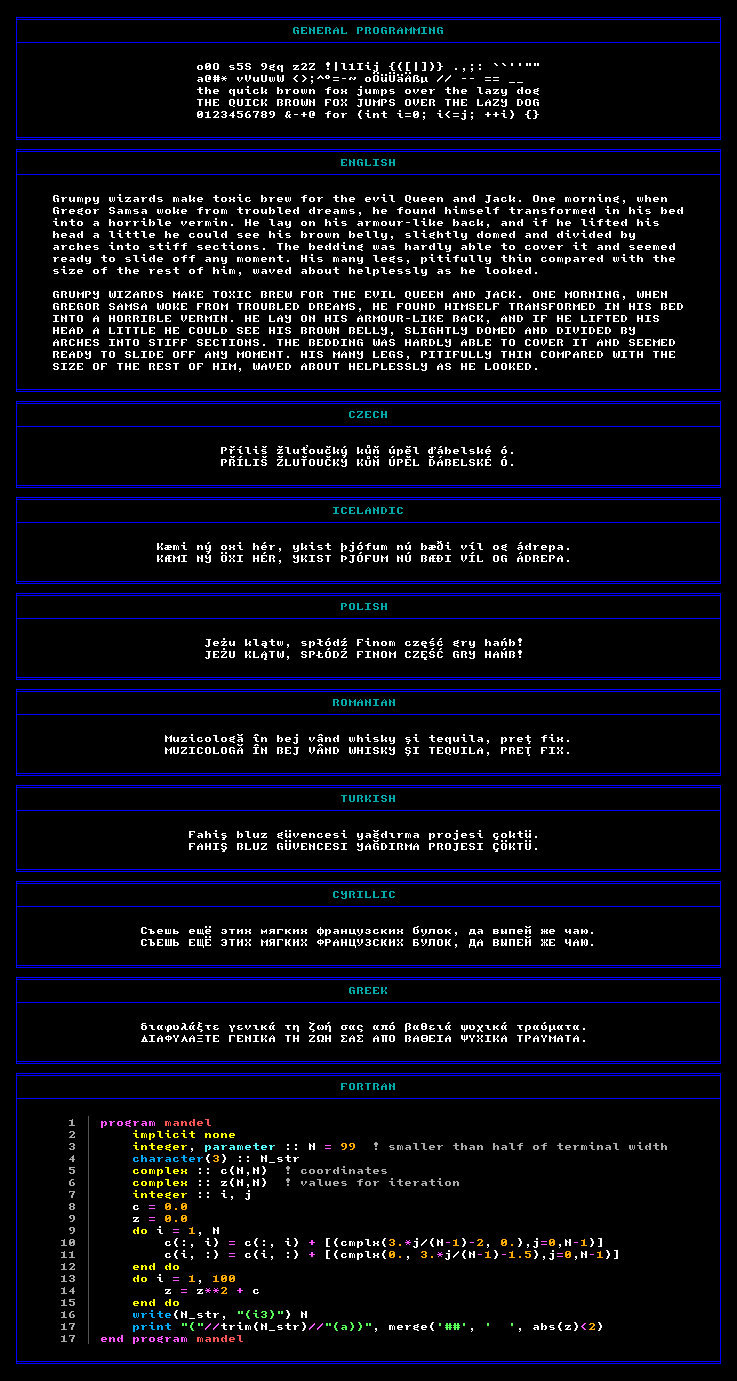 GENERAL PROGRAMMING
o0O s5S 9gq z2Z !|l1Iij {([|])} .,;: ``''""
a@#* vVuUwW <>;^°=-~ öÖüÜäÄßµ // -- == __
the quick brown fox jumps over the lazy dog
THE QUICK BROWN FOX JUMPS OVER THE LAZY DOG
0123456789 &-+@ for (int i=0; i<=j; ++i) {}
ENGLISH
Grumpy wizards make toxic brew for the evil Queen and Jack. One morning, when
Gregor Samsa woke from troubled dreams, he found himself transformed in his bed
into a horrible vermin. He lay on his armour-like back, and if he lifted his
head a little he could see his brown belly, slightly domed and divided by
arches into stiff sections. The bedding was hardly able to cover it and seemed
ready to slide off any moment. His many legs, pitifully thin compared with the
size of the rest of him, waved about helplessly as he looked.
GRUMPY WIZARDS MAKE TOXIC BREW FOR THE EVIL QUEEN AND JACK. ONE MORNING, WHEN
GREGOR SAMSA WOKE FROM TROUBLED DREAMS, HE FOUND HIMSELF TRANSFORMED IN HIS BED
INTO A HORRIBLE VERMIN. HE LAY ON HIS ARMOUR-LIKE BACK, AND IF HE LIFTED HIS
HEAD A LITTLE HE COULD SEE HIS BROWN BELLY, SLIGHTLY DOMED AND DIVIDED BY
ARCHES INTO STIFF SECTIONS. THE BEDDING WAS HARDLY ABLE TO COVER IT AND SEEMED
READY TO SLIDE OFF ANY MOMENT. HIS MANY LEGS, PITIFULLY THIN COMPARED WITH THE
SIZE OF THE REST OF HIM, WAVED ABOUT HELPLESSLY AS HE LOOKED.
CZECH
Příliš žluťoučký kůň úpěl ďábelské ó.
PŘÍLIŠ ŽLUŤOUČKÝ KŮŇ ÚPĚL ĎÁBELSKÉ Ó.
ICELANDIC
Kæmi ný öxi hér, ykist þjófum nú bæði víl og ádrepa.
KÆMI NÝ ÖXI HÉR, YKIST ÞJÓFUM NÚ BÆÐI VÍL OG ÁDREPA.
POLISH
Jeżu klątw, spłódź Finom część gry hańb!
JEŻU KLĄTW, SPŁÓDŹ FINOM CZĘŚĆ GRY HAŃB!
ROMANIAN
Muzicologă în bej vând whisky şi tequila, preţ fix.
MUZICOLOGĂ ÎN BEJ VÂND WHISKY ŞI TEQUILA, PREŢ FIX.
TURKISH
Fahiş bluz güvencesi yağdırma projesi çöktü.
FAHIŞ BLUZ GÜVENCESI YAĞDIRMA PROJESI ÇÖKTÜ.
CYRILLIC
Съешь ещё этих мягких французских булок, да выпей же чаю.
СЪЕШЬ ЕЩЁ ЭТИХ МЯГКИХ ФРАНЦУЗСКИХ БУЛОК, ДА ВЫПЕЙ ЖЕ ЧАЮ.
GREEK
διαφυλάξτε γενικά τη ζωή σας από βαθειά ψυχικά τραύματα.
ΔΙΑΦΥΛΑΞΤΕ ΓΕΝΙΚΑ ΤΗ ΖΩΗ ΣΑΣ ΑΠΟ ΒΑΘΕΙΑ ΨΥΧΙΚΑ ΤΡΑΥΜΑΤΑ.
FORTRAN
1 program mandel
2 implicit none
3 integer, parameter :: N = 99  ! smaller than half of terminal width
4 character(3) :: N_str
5 complex :: c(N,N)  ! coordinates
6 complex :: z(N,N)  ! values for iteration
7 integer :: i, j
8 c = 0.0
9 z = 0.0
9 do i = 1, N
10 c(:, i) = c(:, i) + [(cmplx(3.*j/(N-1)-2, 0.),j=0,N-1)]
11 c(i, :) = c(i, :) + [(cmplx(0., 3.*j/(N-1)-1.5),j=0,N-1)]
12 end do
13 do i = 1, 100
14 z = z**2 + c
15 end do
16 write(N_str, "(i3)") N
17 print "("//trim(N_str)//"(a))", merge('##', '  ', abs(z)<2)
17 end program mandel